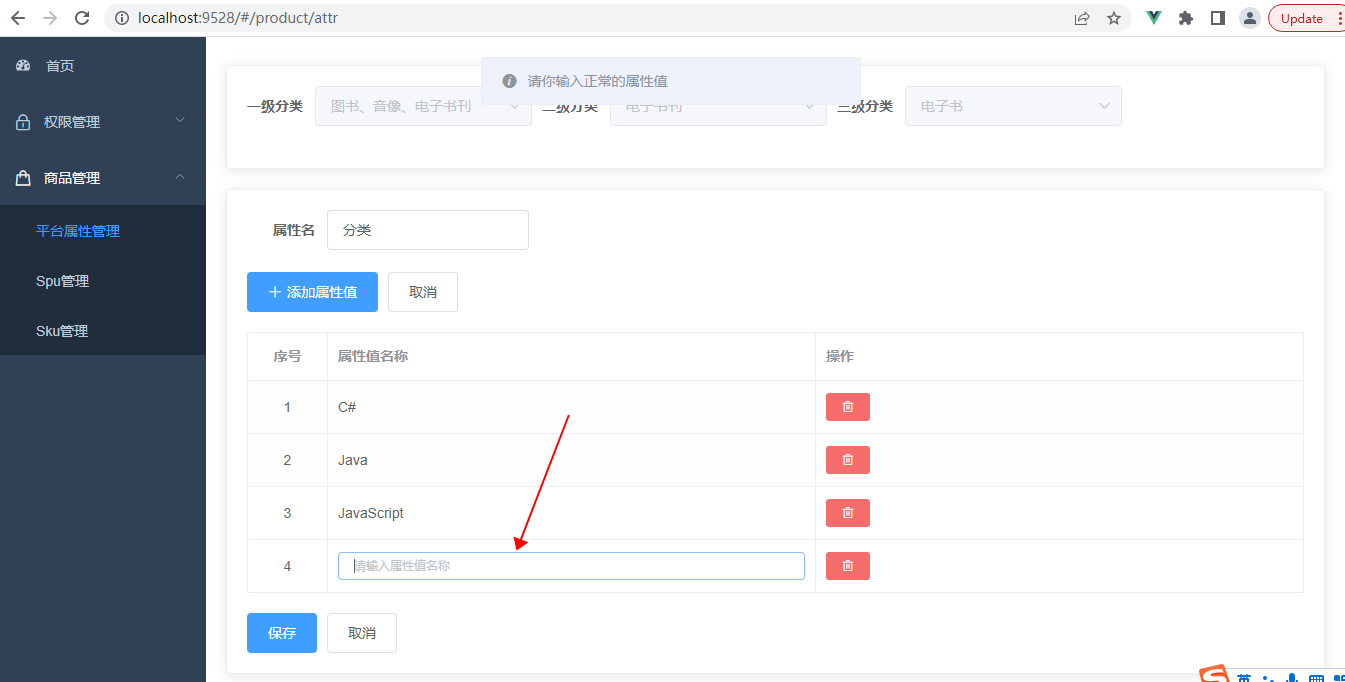 localhost:9528/#/product/attr
Update
首页
权限管理
商品管理
平台属性管理
Spu管理
Sku管理
请你输入正常的属性值
一级分类 图书、音像、电子书刊 二级分类 电子书刊 三级分类 电子书
属性名 分类
添加属性值 取消
序号 属性值名称 操作
1 C#
2 Java
3 JavaScript
4 请输入属性值名称
保存 取消
英